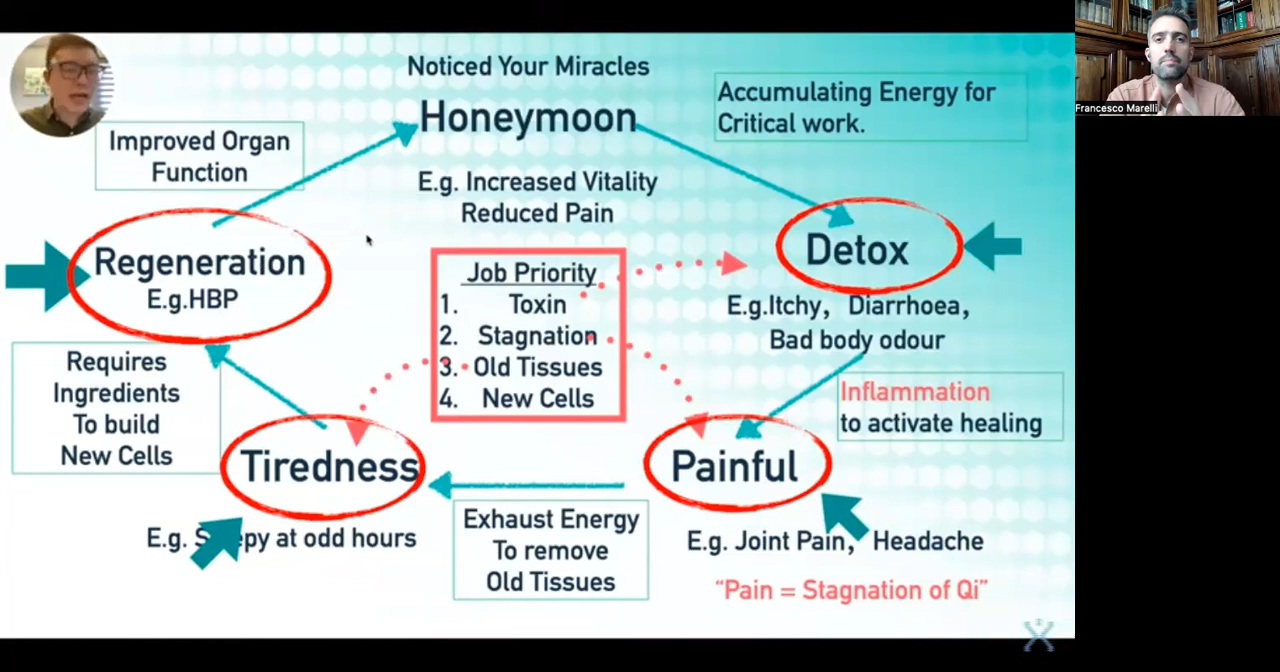 Noticed Your Miracles
Honeymoon
Accumulating Energy for
Critical work.
Improved Organ
Function
E.g. Increased Vitality
Reduced Pain
Regeneration
E.g.HBP
Job Priority
1. Toxin
2. Stagnation
3. Old Tissues
4. New Cells
Detox
E.g.Itchy, Diarrhoea,
Bad body odour
Requires
Ingredients
To build
New Cells
Inflammation
to activate healing
Tiredness
Painful
E.g. at odd hours
Exhaust Energy
To remove
Old Tissues
E.g. Joint Pain, Headache
"Pain = Stagnation of Qi"
Francesco Marelli